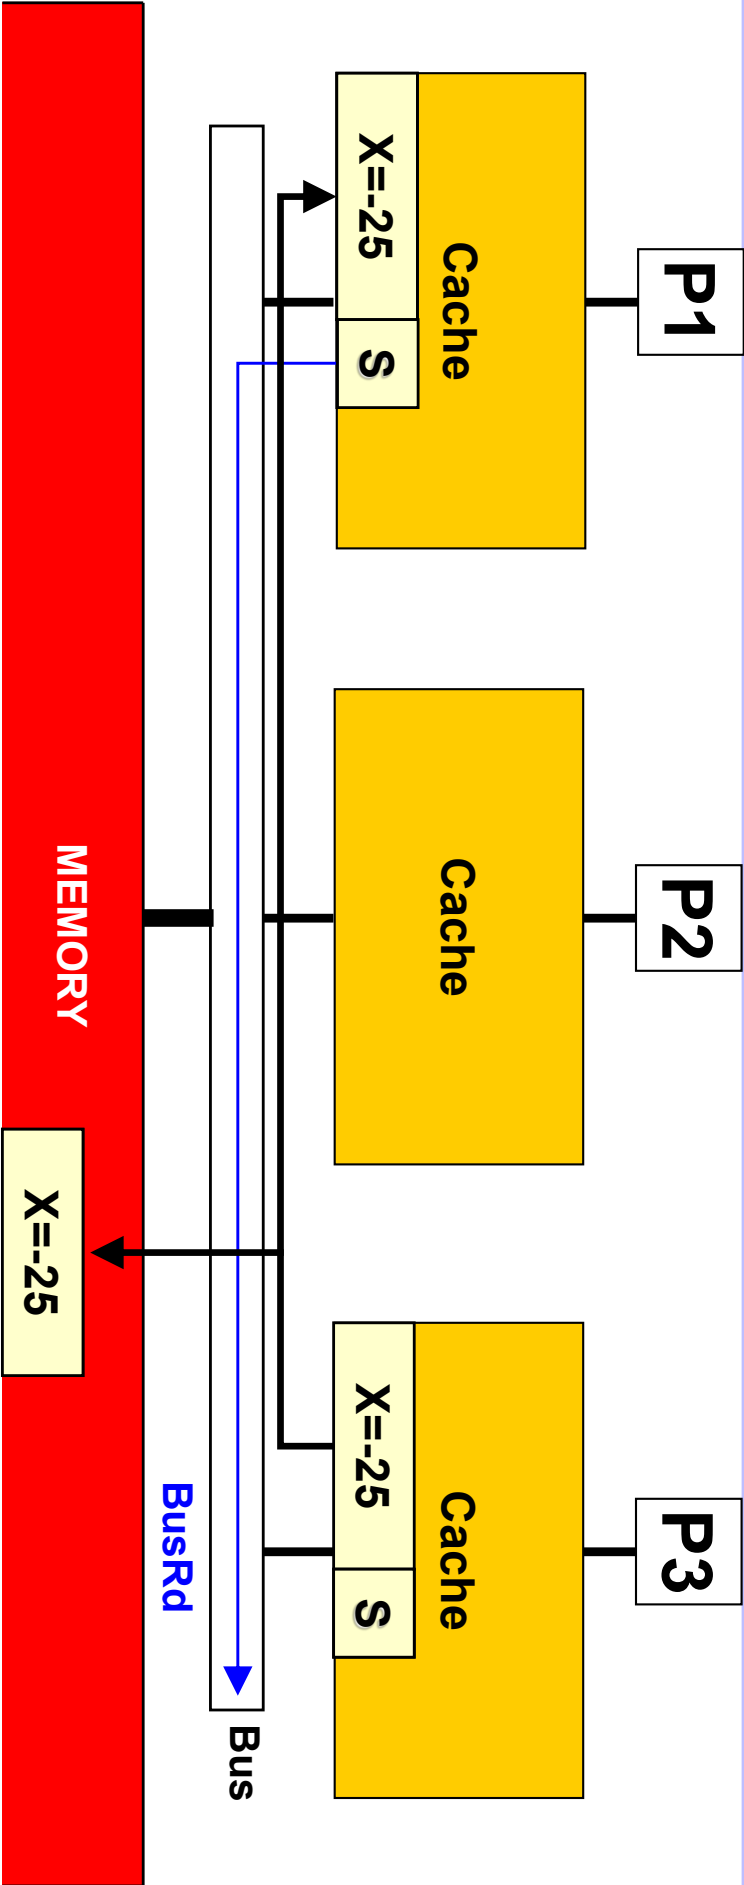 P1
P2
P3
Cache
Cache
Cache
X=-25
S
X=-25
S
Bus
BusRd
MEMORY
X=-25